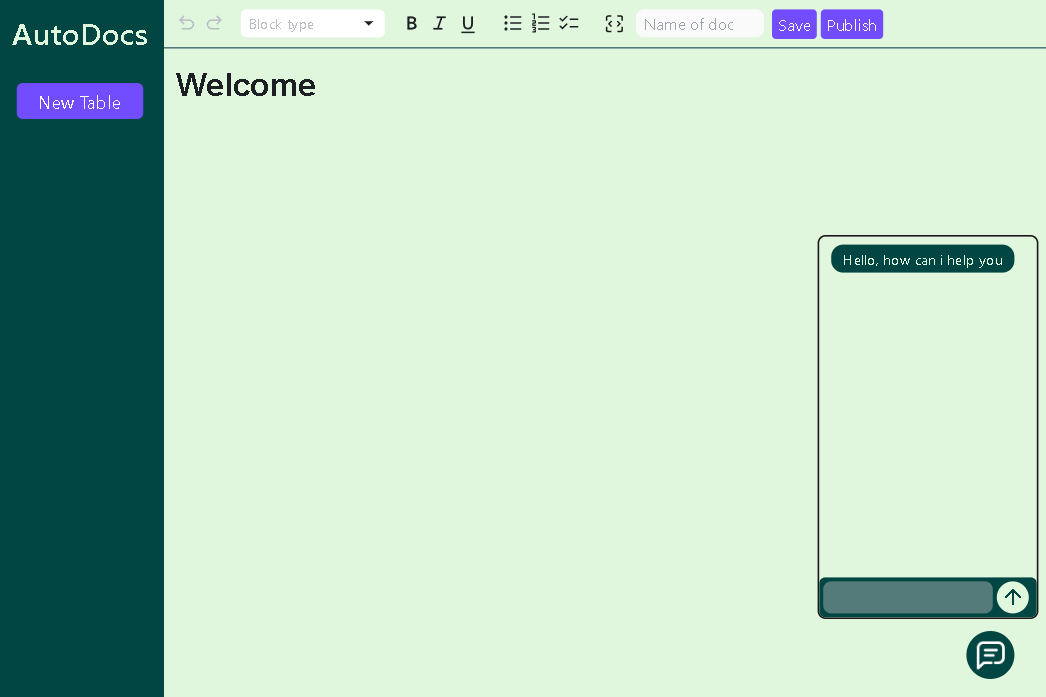 AutoDocs
New Table
Block type
B I U
Name of doc
Save
Publish
Welcome
Hello, how can i help you